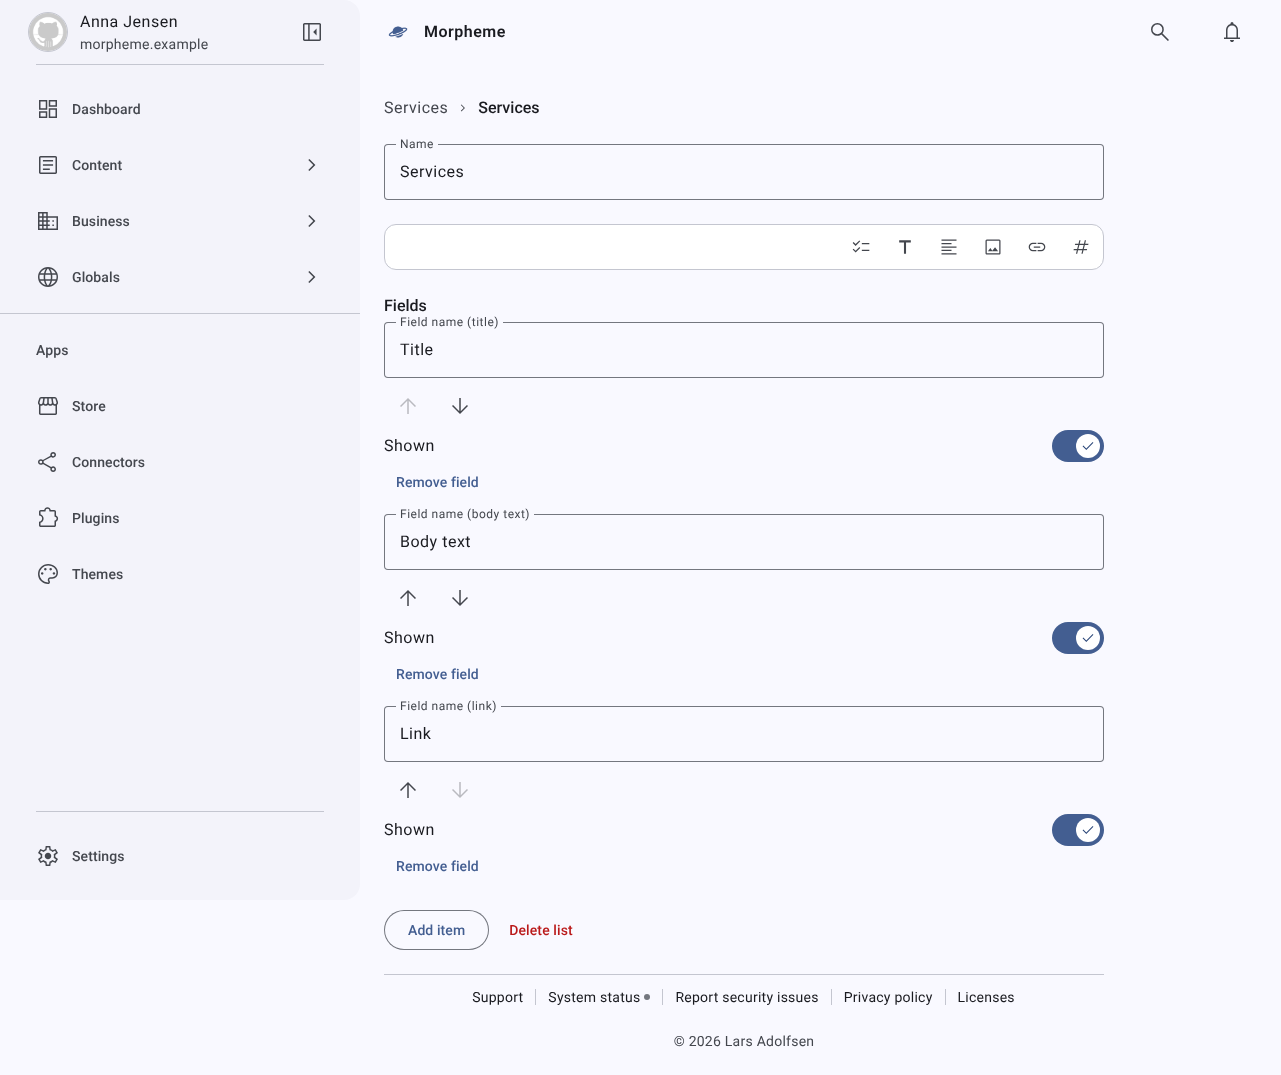 Anna Jensen
morpheme.example
Dashboard
Content
Business
Globals
Apps
Store
Connectors
Plugins
Themes
Settings
Morpheme
Services › Services
Name
Services
Fields
Field name (title)
Title
Shown
Remove field
Field name (body text)
Body text
Shown
Remove field
Field name (link)
Link
Shown
Remove field
Add item Delete list
Support System status Report security issues Privacy policy Licenses
© 2026 Lars Adolfsen